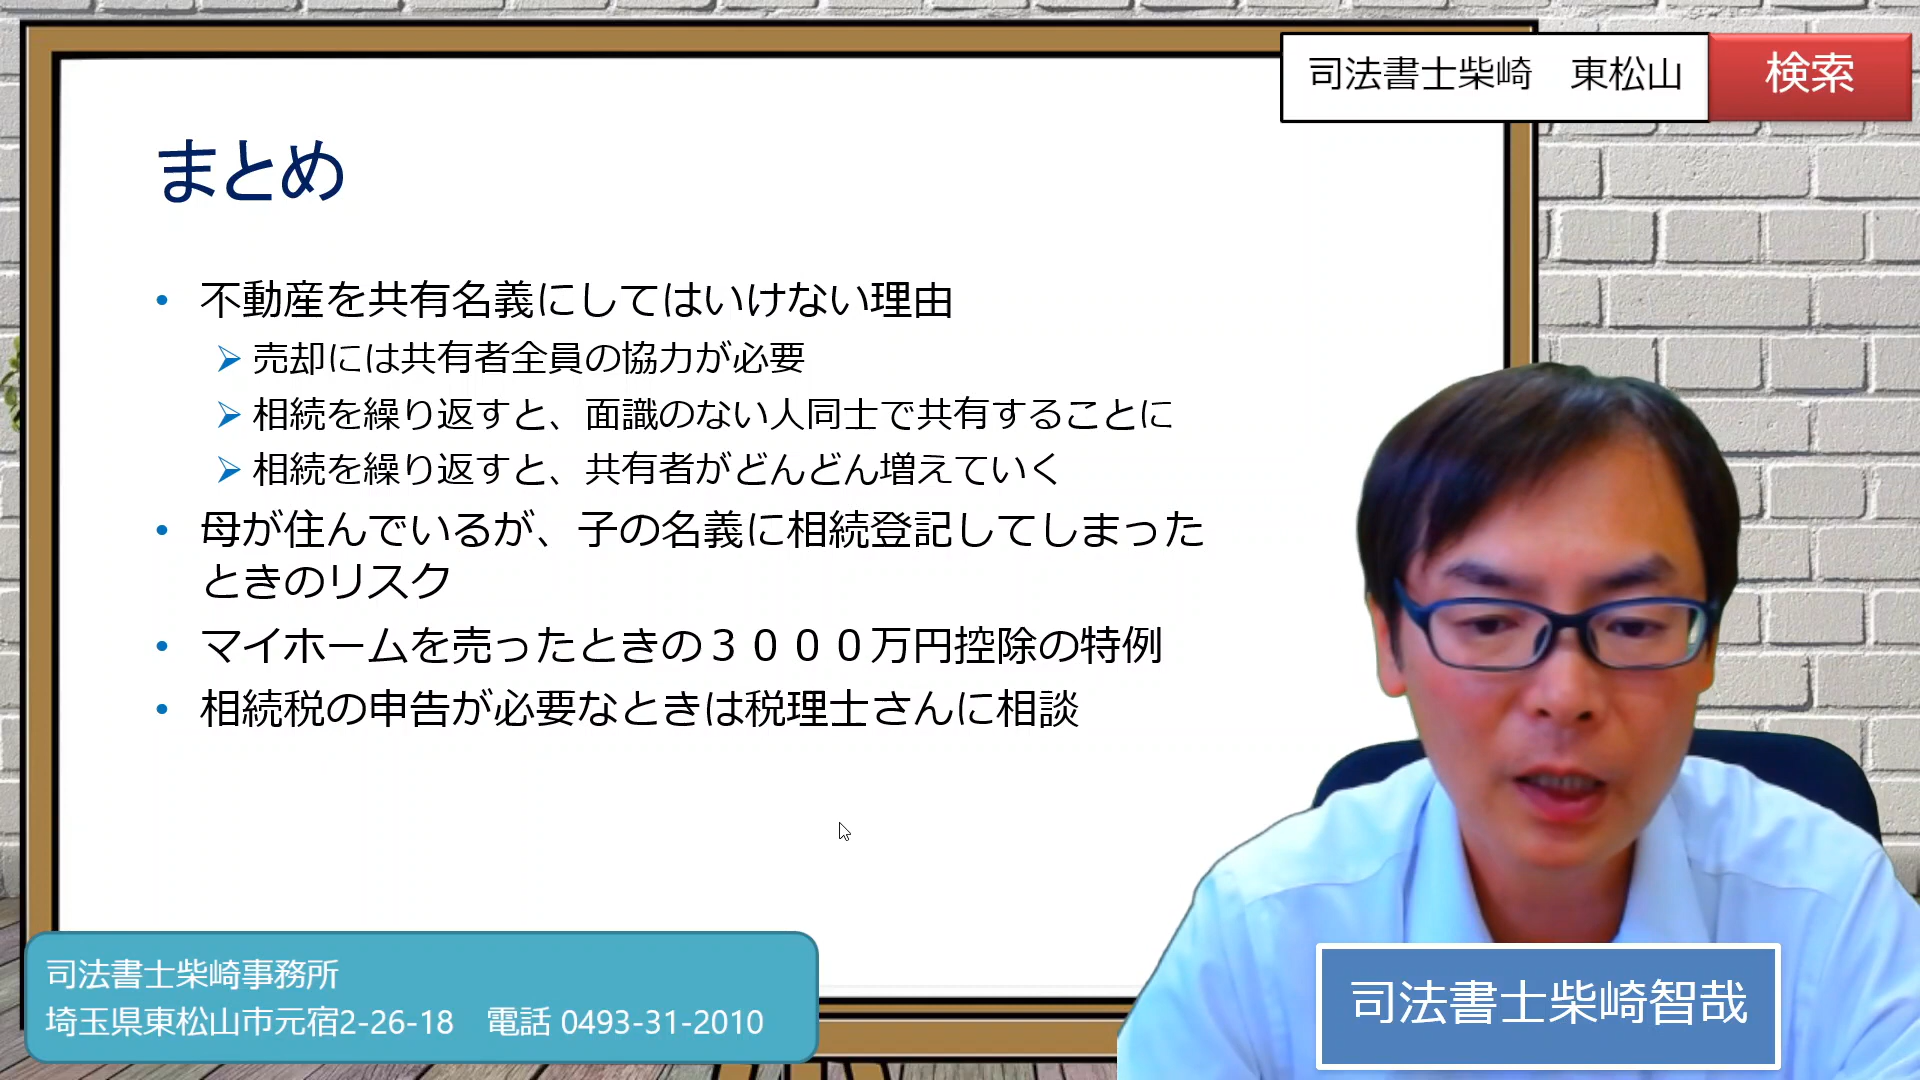 司法書士柴崎　東松山
検索
まとめ
• 不動産を共有名義にしてはいけない理由
➢ 売却には共有者全員の協力が必要
➢ 相続を繰り返すと、面識のない人同士で共有することに
➢ 相続を繰り返すと、共有者がどんどん増えていく
• 母が住んでいるが、子の名義に相続登記してしまった
ときのリスク
• マイホームを売ったときの３０００万円控除の特例
• 相続税の申告が必要なときは税理士さんに相談
司法書士柴崎事務所
埼玉県東松山市元宿2-26-18　電話 0493-31-2010
司法書士柴崎智哉